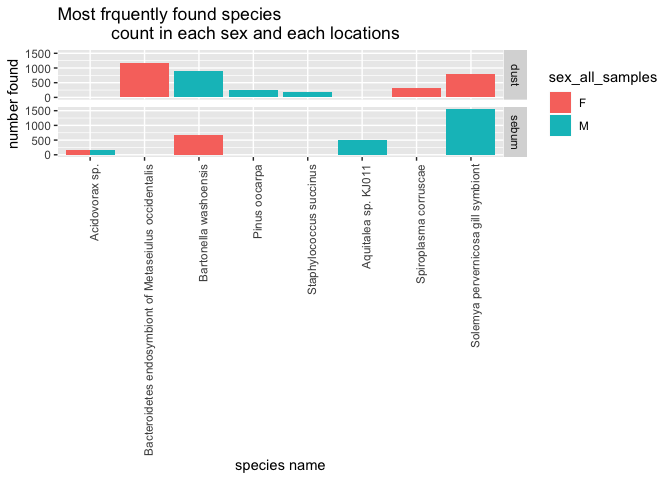 Most frquently found species
count in each sex and each locations
number found
1500
1000
500
0
dust
1500
1000
500
0
sebum
Acidovorax sp.
Bacteroidetes endosymbiont of Metaseiulus occidentalis
Bartonella washoensis
Pinus oocarpa
Staphylococcus succinus
Aquitalea sp. KJ011
Spiroplasma corruscae
Solemya pervernicosa gill symbiont
species name
sex_all_samples
F
M